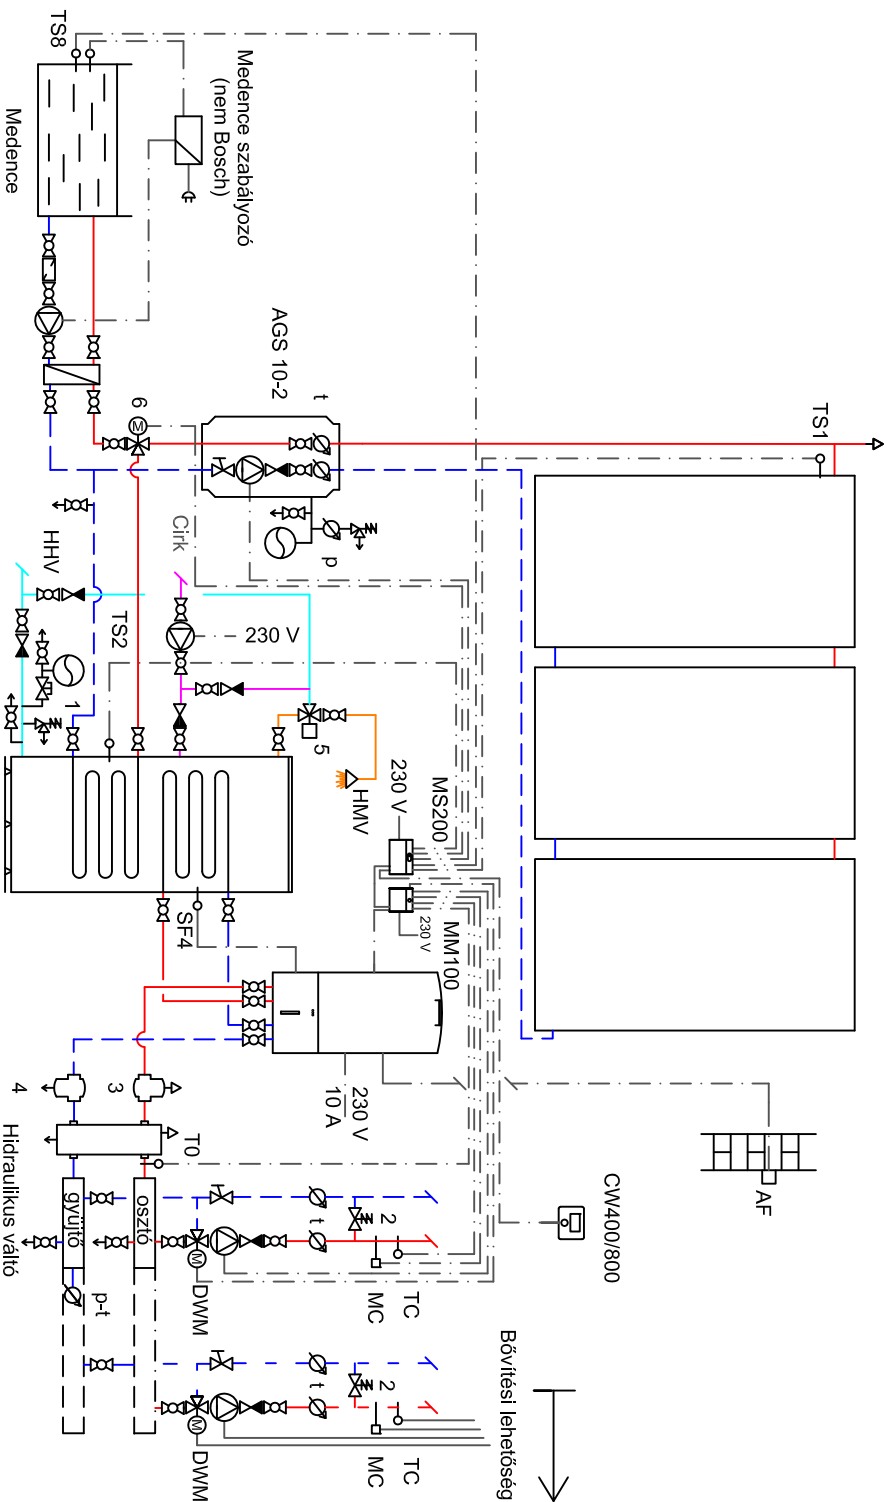 TS8
Medence
Medence szabályozó
(nem Bosch)
AGS 10-2
t
6
TS1
p
Cirk
HHV
TS2
230 V
1
5
HMV
230 V
MS200
MM100
230 V
SF4
230 V
10 A
4
3
T0
Hidraulikus váltó
gyűjtő
osztó
p-t
M
M
M
DWM
t
2
MC
TC
AF
CW400/800
DWM
t
2
MC
TC
Bővítési lehetőség